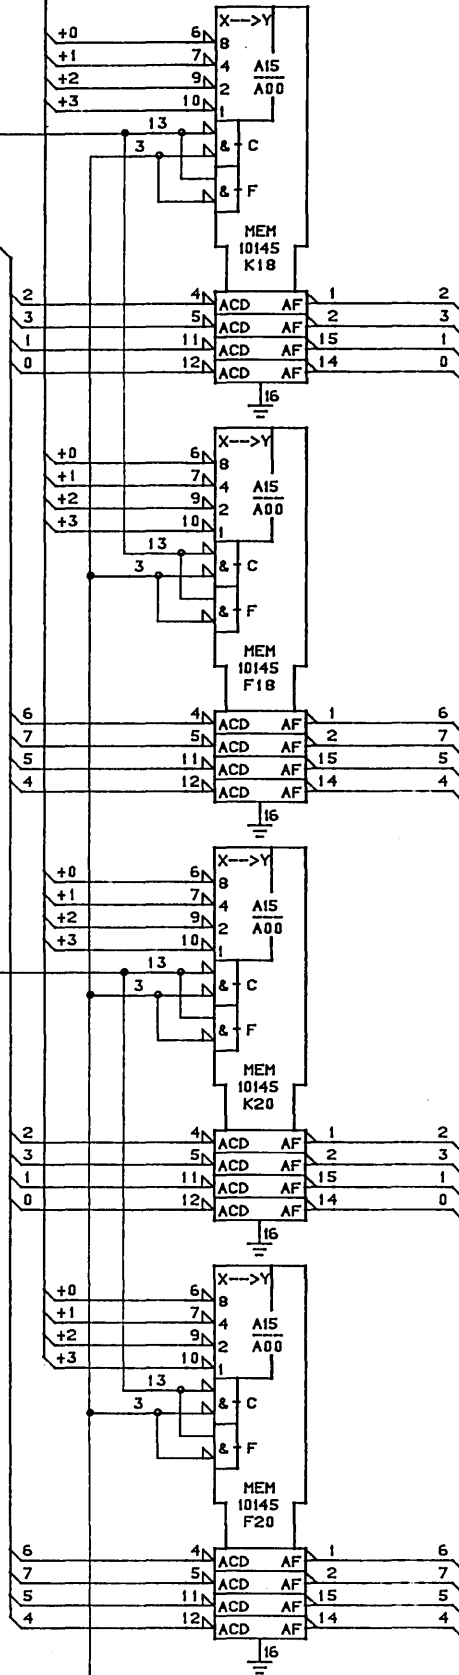 X-->Y
+0 6 8
+1 7 4 A15
+2 9 2 A00
+3 10 1
13
3 & C
& F
MEM
10145
K18
2 4 ACD AF 1 2
3 5 ACD AF 2 3
1 11 ACD AF 15 1
0 12 ACD AF 14 0
16
X-->Y
+0 6 8
+1 7 4 A15
+2 9 2 A00
+3 10 1
13
3 & C
& F
MEM
10145
F18
6 4 ACD AF 1 6
7 5 ACD AF 2 7
5 11 ACD AF 15 5
4 12 ACD AF 14 4
16
X-->Y
+0 6 8
+1 7 4 A15
+2 9 2 A00
+3 10 1
13
3 & C
& F
MEM
10145
K20
2 4 ACD AF 1 2
3 5 ACD AF 2 3
1 11 ACD AF 15 1
0 12 ACD AF 14 0
16
X-->Y
+0 6 8
+1 7 4 A15
+2 9 2 A00
+3 10 1
13
3 & C
& F
MEM
10145
F20
6 4 ACD AF 1 6
7 5 ACD AF 2 7
5 11 ACD AF 15 5
4 12 ACD AF 14 4
16